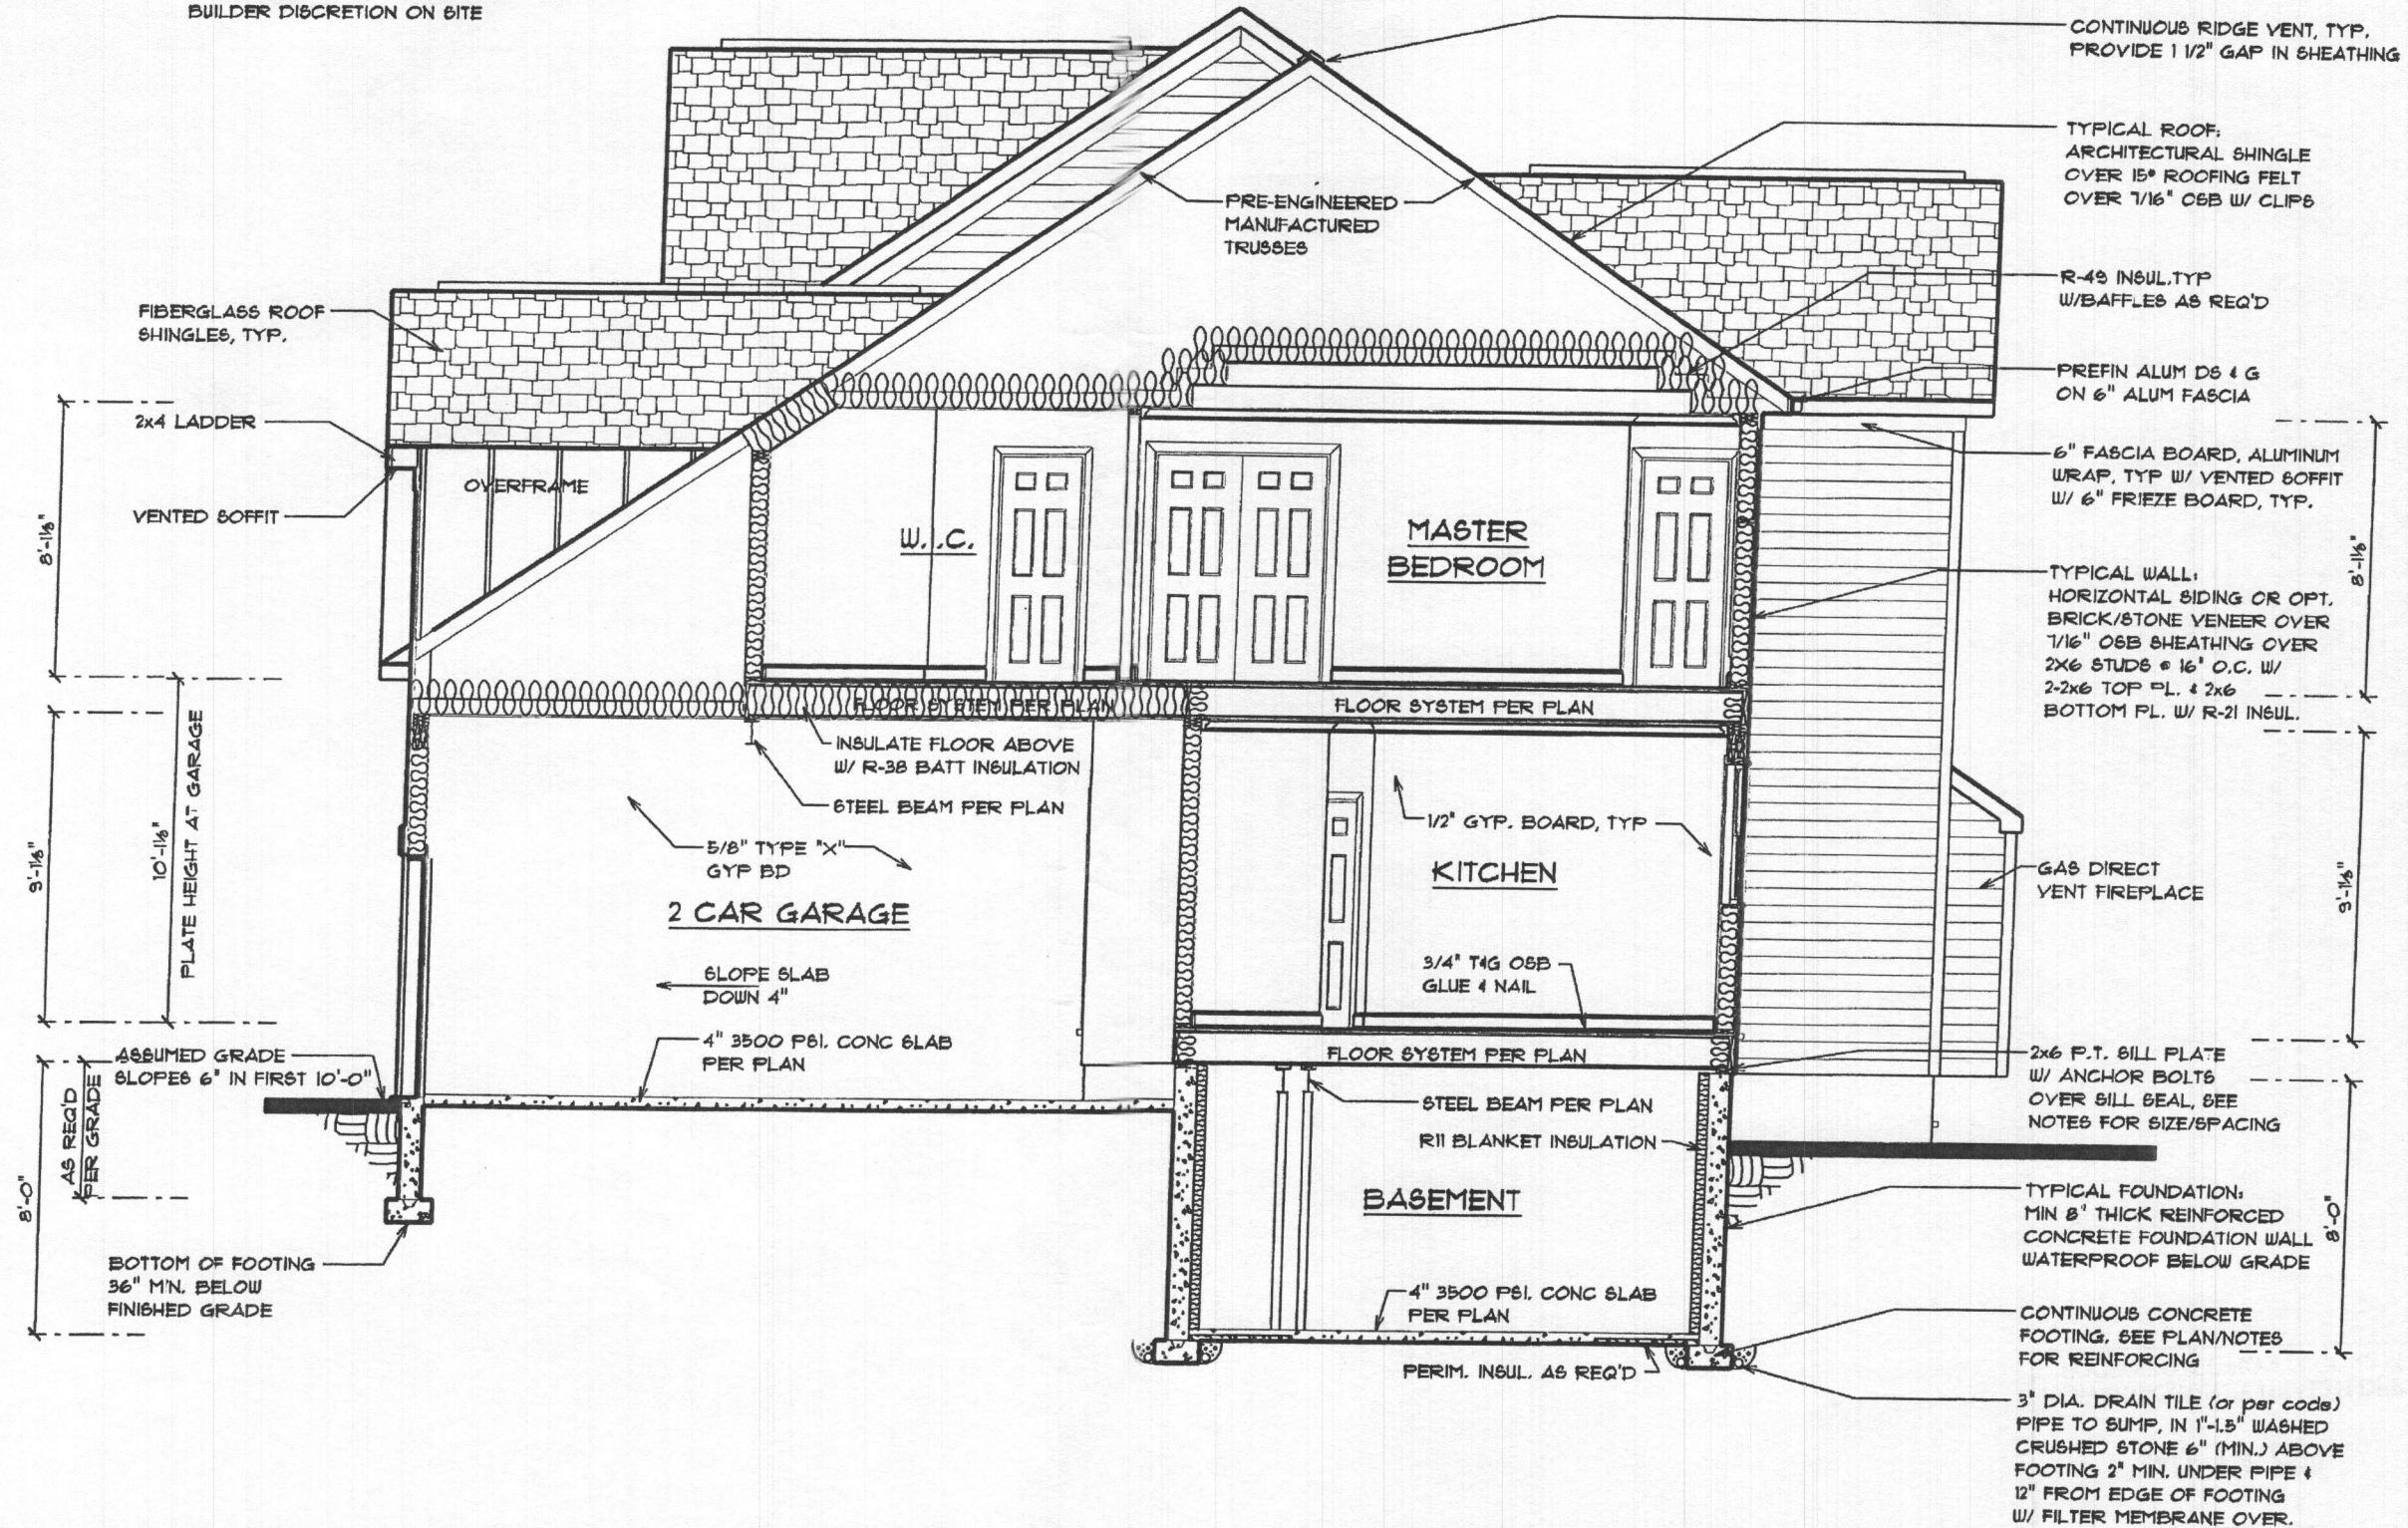 BUILDER DISCRETION ON SITE
CONTINUOUS RIDGE VENT, TYP.
PROVIDE 1 1/2" GAP IN SHEATHING
TYPICAL ROOF:
ARCHITECTURAL SHINGLE
OVER 15# ROOFING FELT
OVER 7/16" OSB W/ CLIPS
PRE-ENGINEERED
MANUFACTURED
TRUSSES
R-49 INSUL.TYP
W/BAFFLES AS REQ'D
FIBERGLASS ROOF
SHINGLES, TYP.
PREFIN ALUM DS & G
ON 6" ALUM FASCIA
2x4 LADDER
6" FASCIA BOARD, ALUMINUM
WRAP, TYP W/ VENTED SOFFIT
W/ 6" FRIEZE BOARD, TYP.
OVERFRAME
VENTED SOFFIT
8'-1 1/8"
W.I.C.
MASTER
BEDROOM
8'-1 1/8"
TYPICAL WALL:
HORIZONTAL SIDING OR OPT.
BRICK/STONE VENEER OVER
7/16" OSB SHEATHING OVER
2X6 STUDS @ 16" O.C. W/
2-2x6 TOP PL. & 2x6
BOTTOM PL. W/ R-21 INSUL.
FLOOR SYSTEM PER PLAN
FLOOR SYSTEM PER PLAN
INSULATE FLOOR ABOVE
W/ R-38 BATT INSULATION
STEEL BEAM PER PLAN
9'-1 1/8"
10'-1 1/8"
PLATE HEIGHT AT GARAGE
5/8" TYPE "X"
GYP BD
1/2" GYP. BOARD, TYP
KITCHEN
2 CAR GARAGE
GAS DIRECT
VENT FIREPLACE
9'-1 1/8"
SLOPE SLAB
DOWN 4"
3/4" T&G OSB
GLUE & NAIL
4" 3500 PSI. CONC SLAB
PER PLAN
FLOOR SYSTEM PER PLAN
ASSUMED GRADE
SLOPES 6" IN FIRST 10'-0"
2x6 P.T. SILL PLATE
W/ ANCHOR BOLTS
OVER SILL SEAL, SEE
NOTES FOR SIZE/SPACING
STEEL BEAM PER PLAN
R11 BLANKET INSULATION
AS REQ'D
PER GRADE
8'-0"
BASEMENT
TYPICAL FOUNDATION:
MIN 8" THICK REINFORCED
CONCRETE FOUNDATION WALL
WATERPROOF BELOW GRADE
8'-0"
BOTTOM OF FOOTING
36" MIN. BELOW
FINISHED GRADE
4" 3500 PSI. CONC SLAB
PER PLAN
CONTINUOUS CONCRETE
FOOTING, SEE PLAN/NOTES
FOR REINFORCING
PERIM. INSUL. AS REQ'D
3" DIA. DRAIN TILE (or per code)
PIPE TO SUMP, IN 1"-1.5" WASHED
CRUSHED STONE 6" (MIN.) ABOVE
FOOTING 2" MIN. UNDER PIPE &
12" FROM EDGE OF FOOTING
W/ FILTER MEMBRANE OVER.